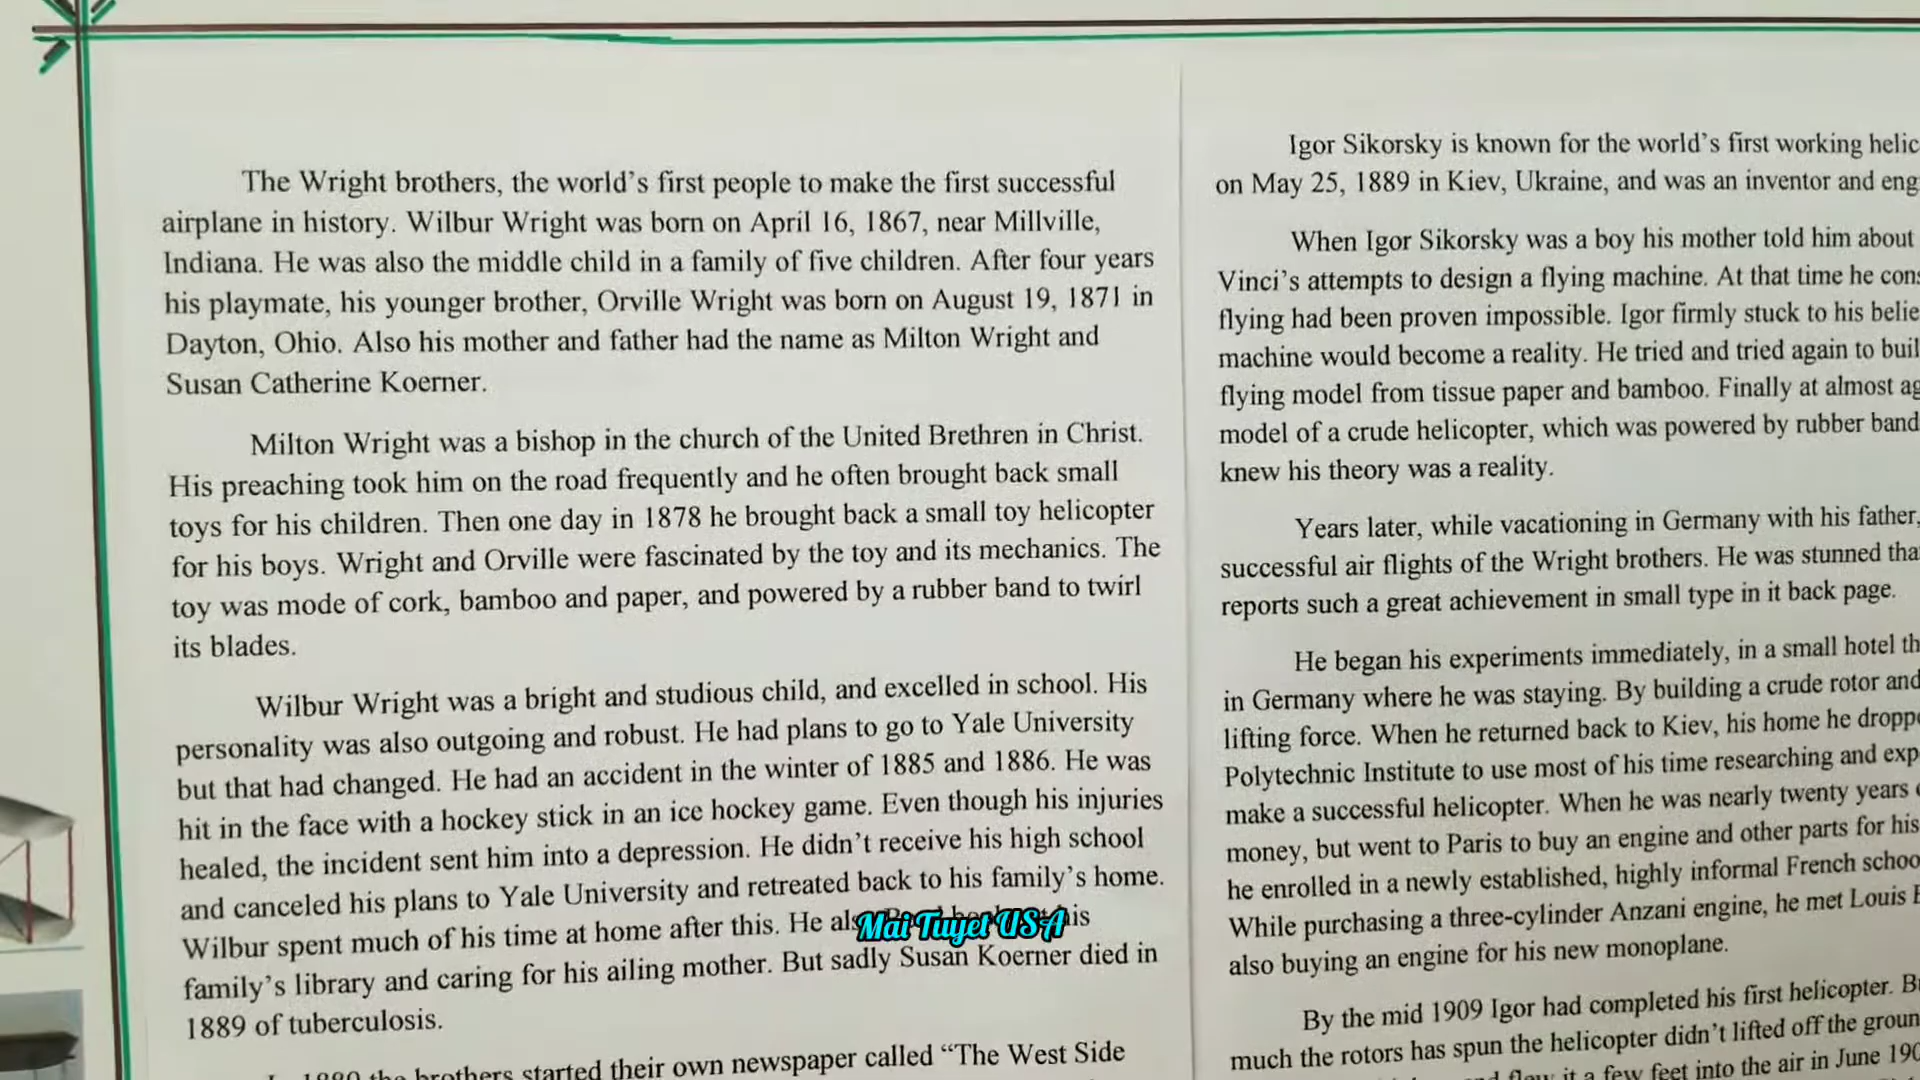 The Wright brothers, the world's first people to make the first successful
airplane in history. Wilbur Wright was born on April 16, 1867, near Millville,
Indiana. He was also the middle child in a family of five children. After four years
his playmate, his younger brother, Orville Wright was born on August 19, 1871 in
Dayton, Ohio. Also his mother and father had the name as Milton Wright and
Susan Catherine Koerner.
Milton Wright was a bishop in the church of the United Brethren in Christ.
His preaching took him on the road frequently and he often brought back small
toys for his children. Then one day in 1878 he brought back a small toy helicopter
for his boys. Wright and Orville were fascinated by the toy and its mechanics. The
toy was mode of cork, bamboo and paper, and powered by a rubber band to twirl
its blades.
Wilbur Wright was a bright and studious child, and excelled in school. His
personality was also outgoing and robust. He had plans to go to Yale University
but that had changed. He had an accident in the winter of 1885 and 1886. He was
hit in the face with a hockey stick in an ice hockey game. Even though his injuries
healed, the incident sent him into a depression. He didn't receive his high school
and canceled his plans to Yale University and retreated back to his family's home.
Wilbur spent much of his time at home after this. He his
family's library and caring for his ailing mother. But sadly Susan Koerner died in
1889 of tuberculosis.
the brothers started their own newspaper called “The West Side
Mai Tuyet USA
Igor Sikorsky is known for the world's first working
on May 25, 1889 in Kiev, Ukraine, and was an inventor and
When Igor Sikorsky was a boy his mother told him about
Vinci's attempts to design a flying machine. At that time he
flying had been proven impossible. Igor firmly stuck to his
machine would become a reality. He tried and tried again to
flying model from tissue paper and bamboo. Finally at almost
model of a crude helicopter, which was powered by rubber band
knew his theory was a reality.
Years later, while vacationing in Germany with his father,
successful air flights of the Wright brothers. He was stunned
reports such a great achievement in small type in it back page.
He began his experiments immediately, in a small hotel
in Germany where he was staying. By building a crude rotor and
lifting force. When he returned back to Kiev, his home he
Polytechnic Institute to use most of his time researching and
make a successful helicopter. When he was nearly twenty years
money, but went to Paris to buy an engine and other parts for his
he enrolled in a newly established, highly informal French
While purchasing a three-cylinder Anzani engine, he met Louis
also buying an engine for his new monoplane.
By the mid 1909 Igor had completed his first helicopter.
much the rotors has spun the helicopter didn't lifted off the
it a few feet into the air in June